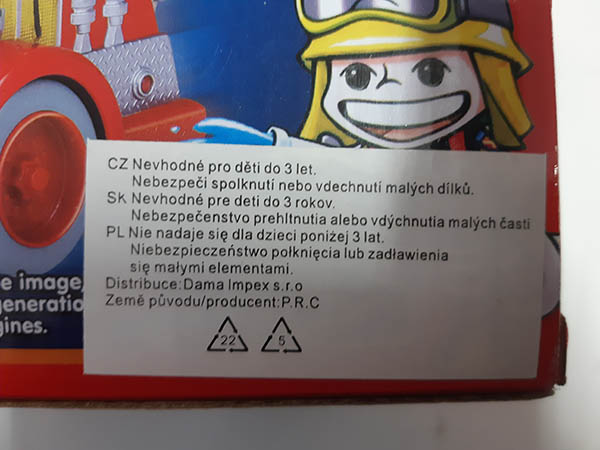 CZ Nevhodné pro děti do 3 let.
Nebezpeči spolknutí nebo vdechnutí malých dílků.
SK Nevhodné pre deti do 3 rokov.
Nebezpečenstvo prehltnutia alebo vdýchnutia malých častí
PL Nie nadaje się dla dzieci poniżej 3 lat.
Niebezpieczeństwo połknięcia lub zadławienia
się małymi elementami.
Distribuce: Dama Impex s.r.o
Země původu/producent: P.R.C
22 5
e image,
generatio
gines.